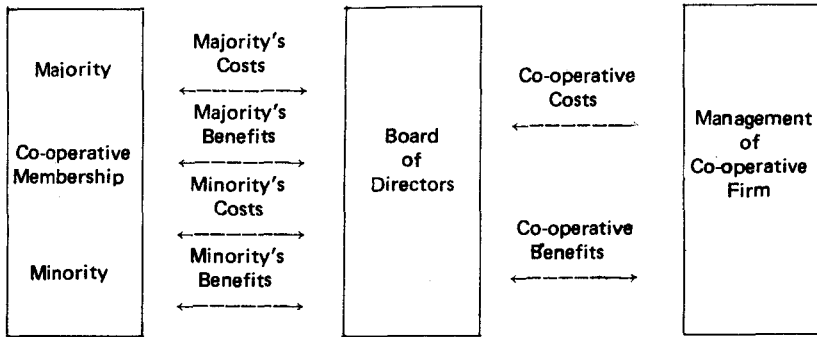 Majority
Co-operative
Membership
Minority
Majority's
Costs
Majority's
Benefits
Minority's
Costs
Minority's
Benefits
Board
of
Directors
Co-operative
Costs
Co-operative
Benefits
Management
of
Co-operative
Firm